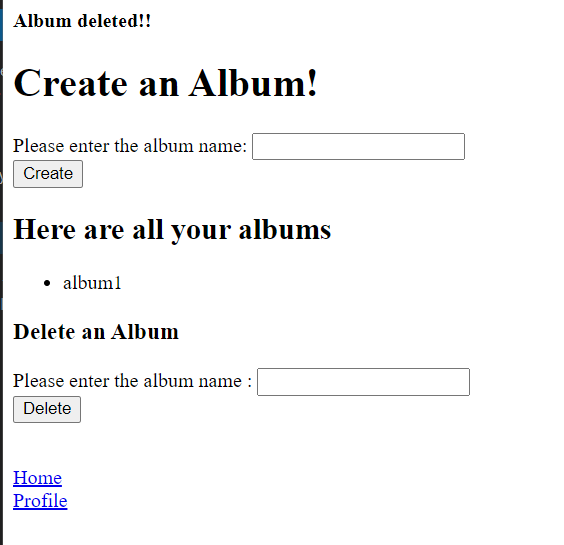 Album deleted!!
Create an Album!
Please enter the album name:
Create
Here are all your albums
album1
Delete an Album
Please enter the album name :
Delete
Home
Profile